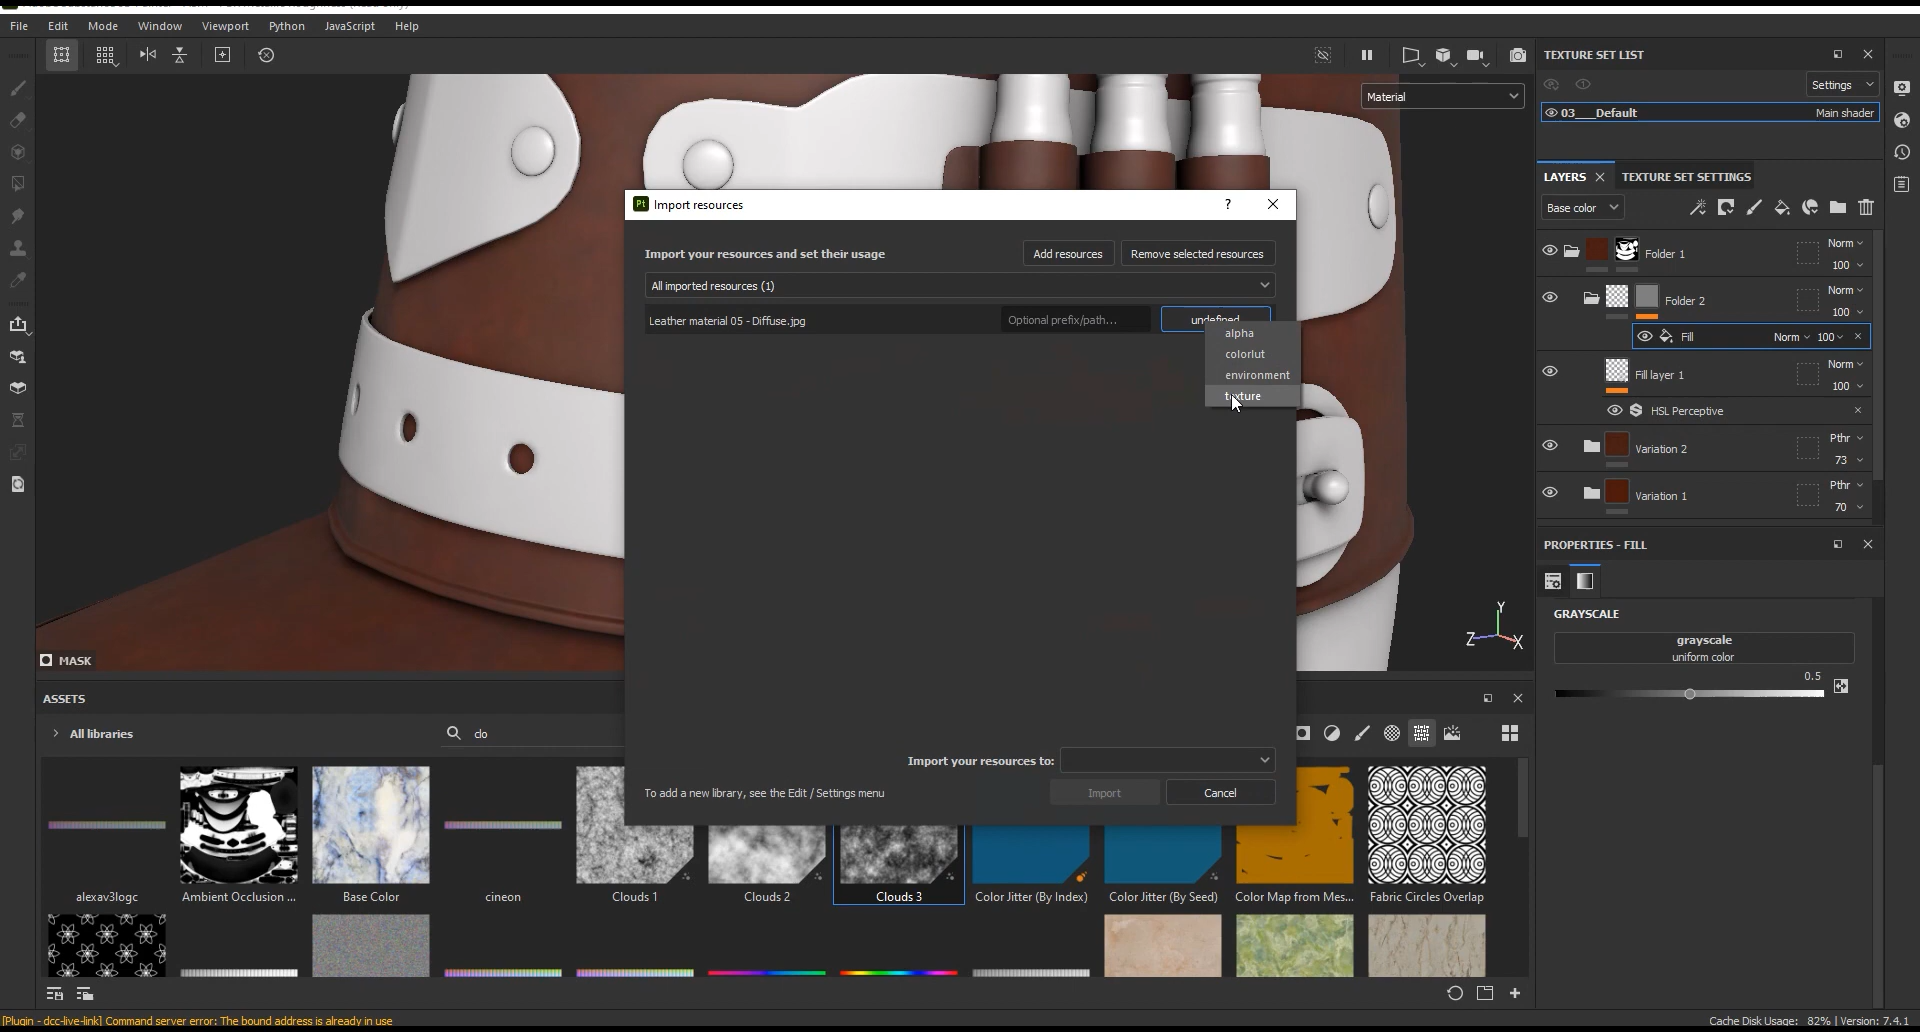 File Edit Mode Window Viewport Python JavaScript Help
Material
MASK
Z Y X
TEXTURE SET LIST
Settings
03___Default Main shader
LAYERS TEXTURE SET SETTINGS
Base color
Folder 1 Norm 100
Folder 2 Norm 100
Fill Norm 100
Fill layer 1 Norm 100
HSL Perceptive
Variation 2 Pthr 73
Variation 1 Pthr 70
PROPERTIES - FILL
GRAYSCALE
grayscale
uniform color
0.5
Pt Import resources ?
Import your resources and set their usage Add resources Remove selected resources
All imported resources (1)
Leather material 05 - Diffuse.jpg Optional prefix/path... undefined
alpha
colorlut
environment
texture
Import your resources to:
To add a new library, see the Edit / Settings menu Import Cancel
ASSETS
All libraries clo
alexav3logc Ambient Occlusion ... Base Color cineon Clouds 1 Clouds 2 Clouds 3 Color Jitter (By Index) Color Jitter (By Seed) Color Map from Mes... Fabric Circles Overlap
[Plugin - dcc-live-link] Command server error: The bound address is already in use
Cache Disk Usage: 82% | Version: 7.4.1